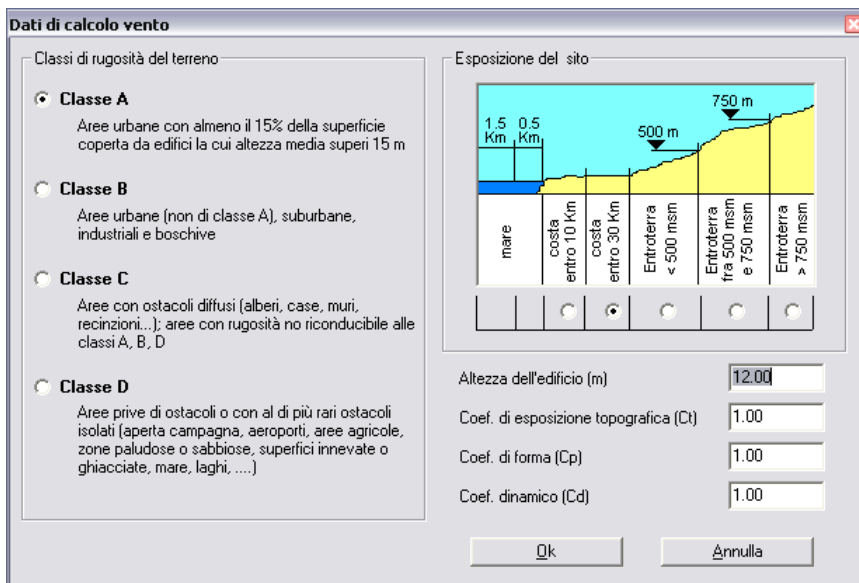 Dati di calcolo vento
Classi di rugosità del terreno
Classe A
Aree urbane con almeno il 15% della superficie
coperta da edifici la cui altezza media superi 15 m
Classe B
Aree urbane (non di classe A), suburbane,
industriali e boschive
Classe C
Aree con ostacoli diffusi (alberi, case, muri,
recinzioni...); aree con rugosità no riconducibile alle
classi A, B, D
Classe D
Aree prive di ostacoli o con al di più rari ostacoli
isolati (aperta campagna, aeroporti, aree agricole,
zone paludose o sabbiose, superfici innevate o
ghiacciate, mare, laghi, ....)
Esposizione del sito
1.5 Km
0.5 Km
500 m
750 m
mare
costa
entro 10 Km
costa
entro 30 Km
Entroterra
< 500 msm
Entroterra
fra 500 msm
e 750 msm
Entroterra
> 750 msm
Altezza dell'edificio (m)
12.00
Coef. di esposizione topografica (Ct)
1.00
Coef. di forma (Cp)
1.00
Coef. dinamico (Cd)
1.00
Ok
Annulla